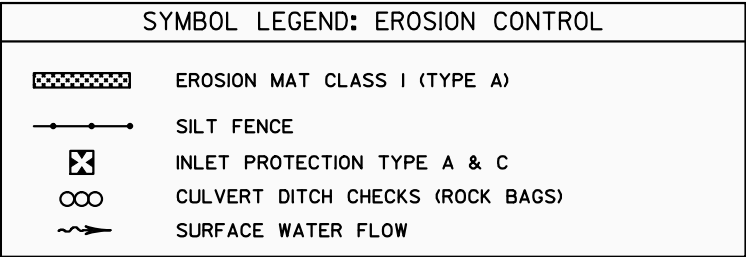 SYMBOL LEGEND: EROSION CONTROL
EROSION MAT CLASS I (TYPE A)
SILT FENCE
INLET PROTECTION TYPE A & C
CULVERT DITCH CHECKS (ROCK BAGS)
SURFACE WATER FLOW